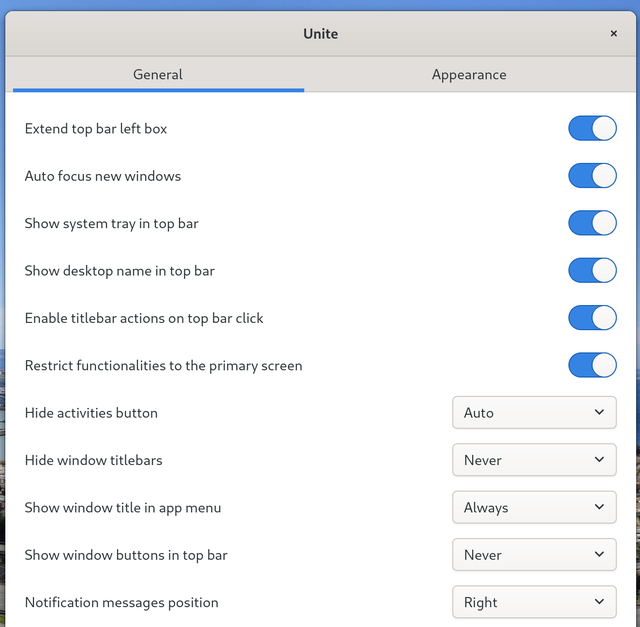 Unite
General
Appearance
Extend top bar left box
Auto focus new windows
Show system tray in top bar
Show desktop name in top bar
Enable titlebar actions on top bar click
Restrict functionalities to the primary screen
Hide activities button
Auto
Hide window titlebars
Never
Show window title in app menu
Always
Show window buttons in top bar
Never
Notification messages position
Right